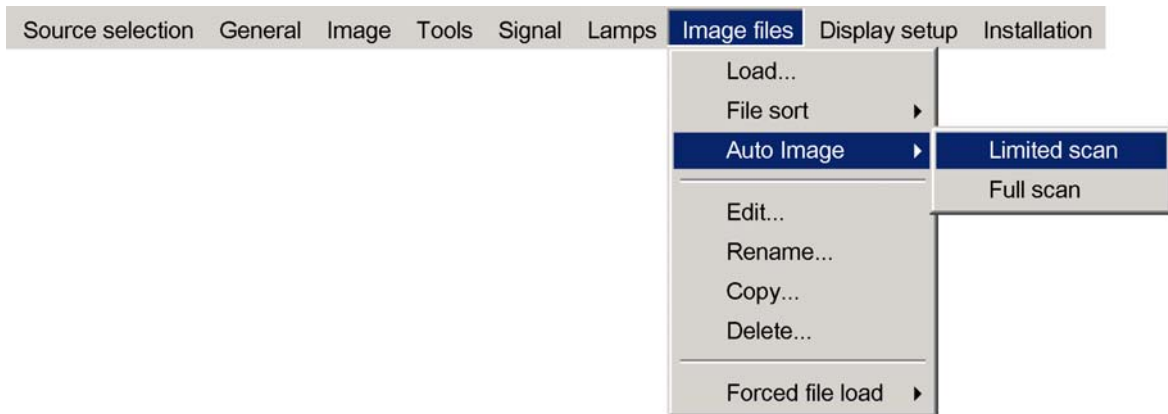 Source selection General Image Tools Signal Lamps Image files Display setup Installation
Load...
File sort
Auto Image
Limited scan
Full scan
Edit...
Rename...
Copy...
Delete...
Forced file load